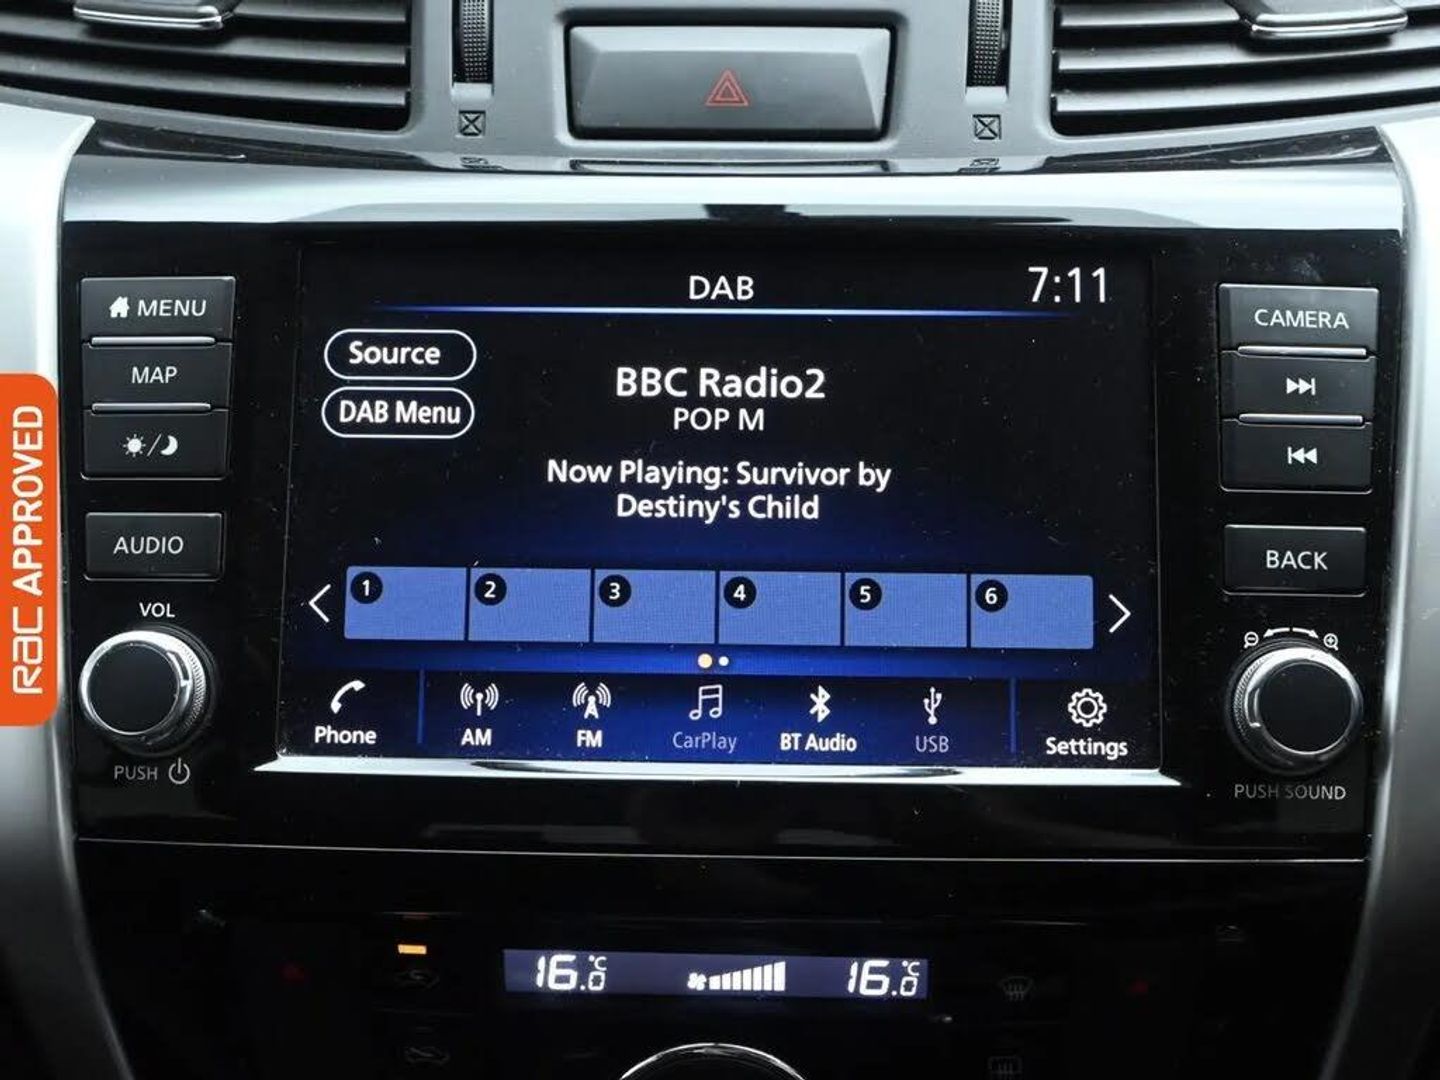 MENU
MAP
AUDIO
VOL
PUSH
DAB
7:11
Source
DAB Menu
BBC Radio2
POP M
Now Playing: Survivor by
Destiny's Child
1 2 3 4 5 6
Phone AM FM CarPlay BT Audio USB Settings
CAMERA
BACK
PUSH SOUND
16.0°C 16.0°C
RAC APPROVED